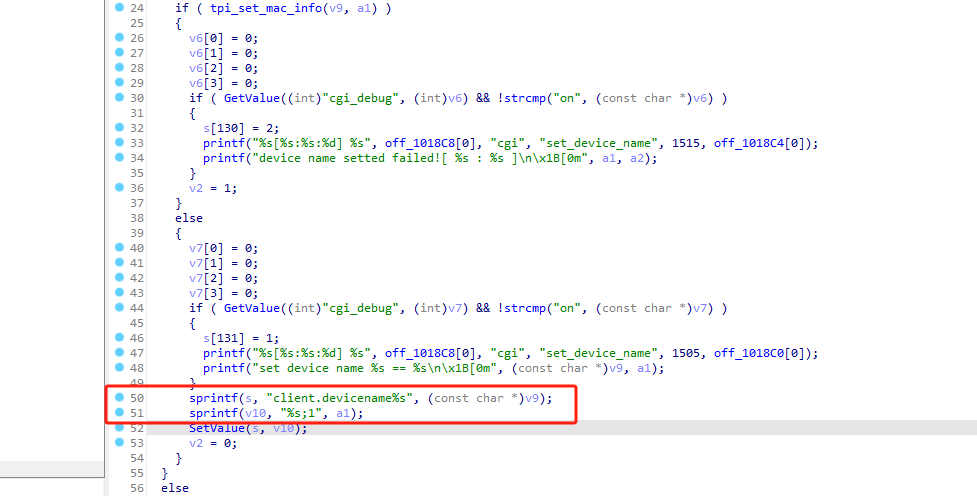 24 if ( tpi_set_mac_info(v9, a1) )
25 {
26 v6[0] = 0;
27 v6[1] = 0;
28 v6[2] = 0;
29 v6[3] = 0;
30 if ( GetValue((int)"cgi_debug", (int)v6) && !strcmp("on", (const char *)v6) )
31 {
32 s[130] = 2;
33 printf("%s[%s:%s:%d] %s", off_1018C8[0], "cgi", "set_device_name", 1515, off_1018C4[0]);
34 printf("device name setted failed![ %s : %s ]\n\x1B[0m", a1, a2);
35 }
36 v2 = 1;
37 }
38 else
39 {
40 v7[0] = 0;
41 v7[1] = 0;
42 v7[2] = 0;
43 v7[3] = 0;
44 if ( GetValue((int)"cgi_debug", (int)v7) && !strcmp("on", (const char *)v7) )
45 {
46 s[131] = 1;
47 printf("%s[%s:%s:%d] %s", off_1018C8[0], "cgi", "set_device_name", 1505, off_1018C0[0]);
48 printf("set device name %s == %s\n\x1B[0m", (const char *)v9, a1);
49 }
50 sprintf(s, "client.devicename%s", (const char *)v9);
51 sprintf(v10, "%s;1", a1);
52 SetValue(s, v10);
53 v2 = 0;
54 }
55 }
56 else